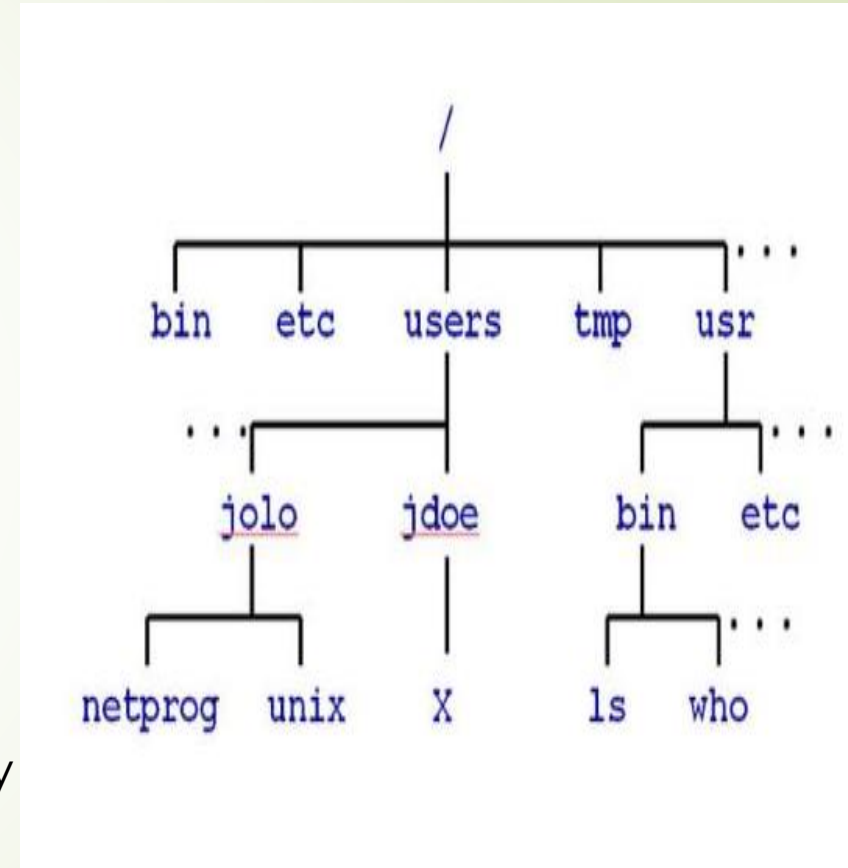 /
bin etc users tmp usr . . .
. . . jolo jdoe bin etc . . .
netprog unix X ls who . . .
y